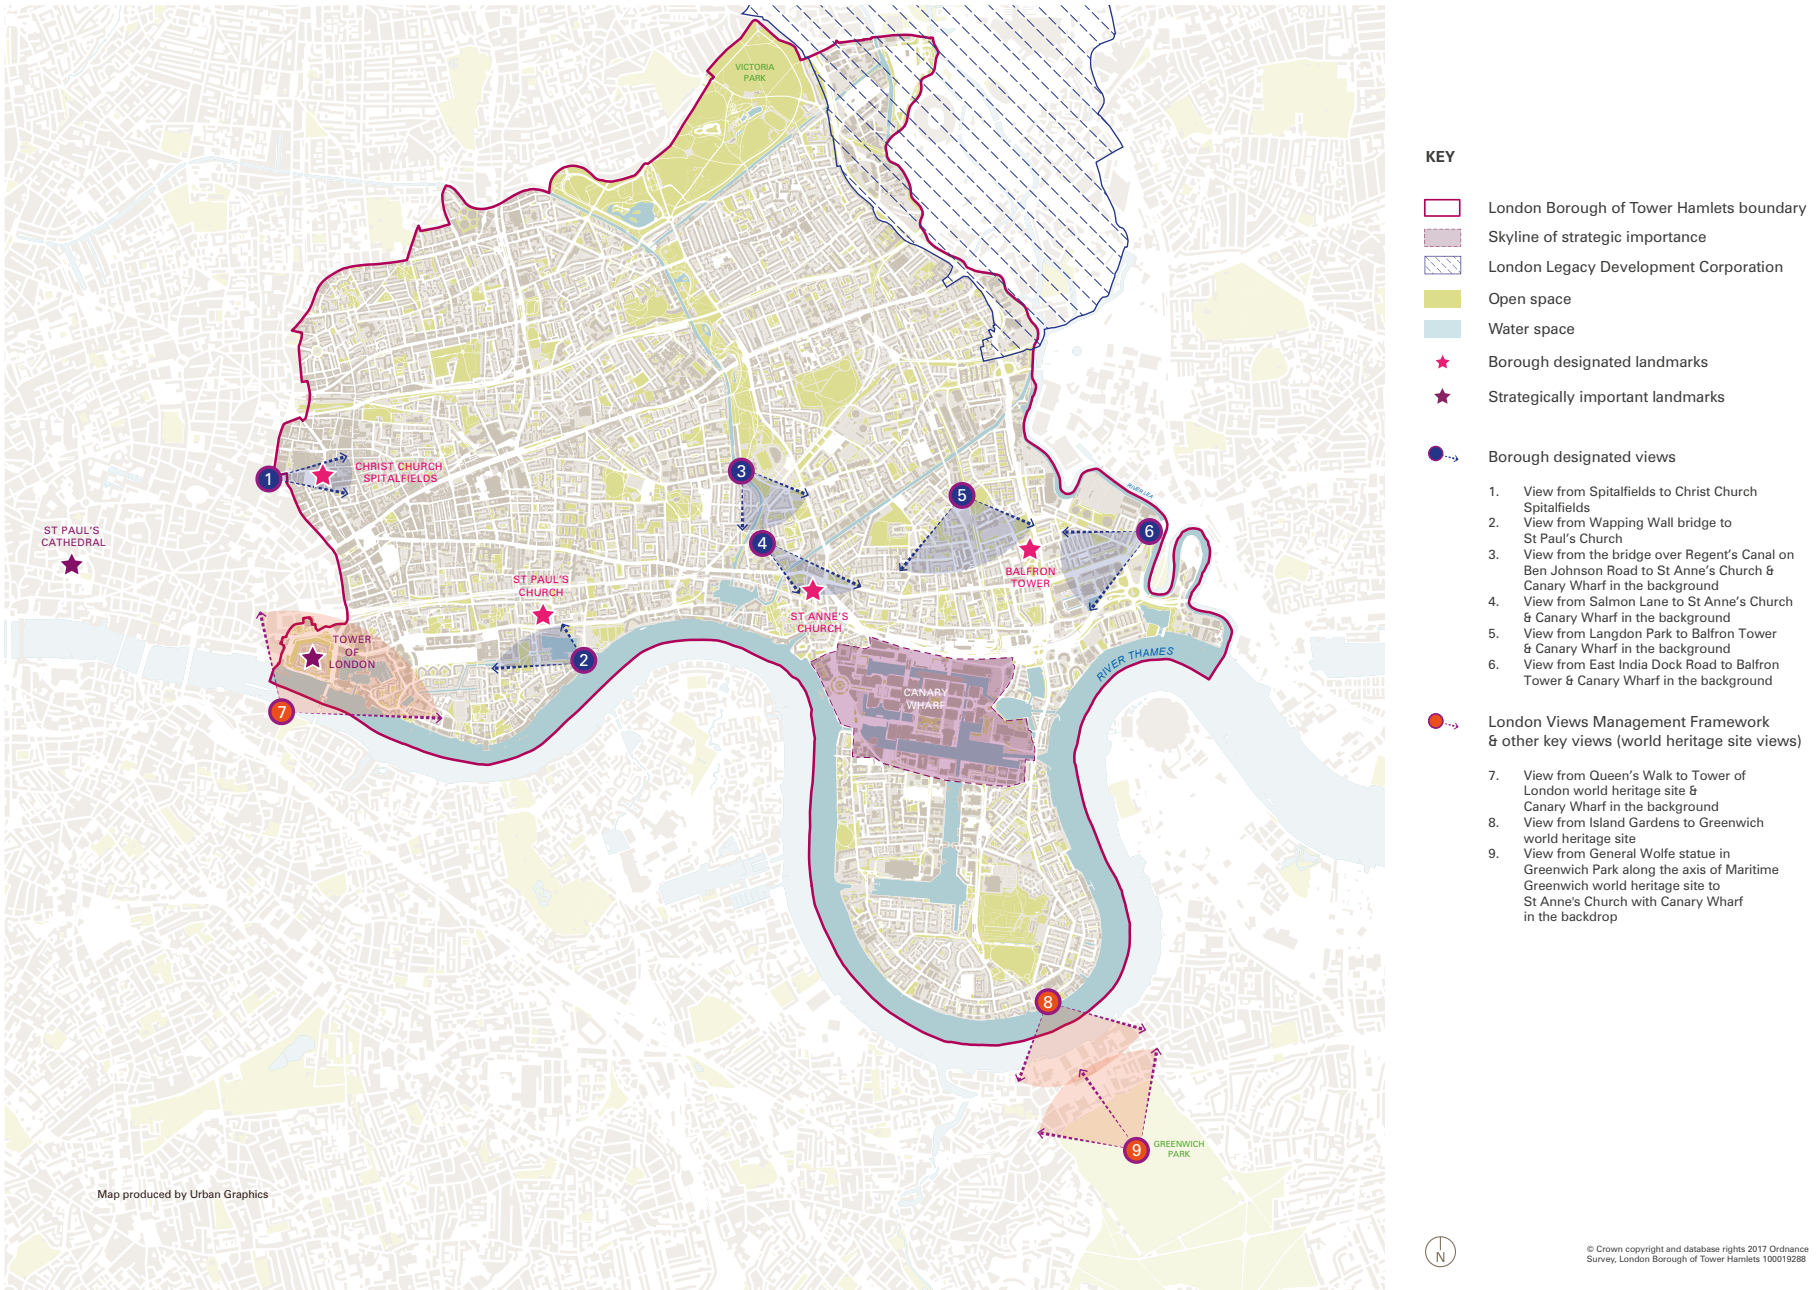 VICTORIA
PARK
RIVER LEA
CHRIST CHURCH
SPITALFIELDS
1
3
5
6
4
ST PAUL'S
CATHEDRAL
ST PAUL'S
CHURCH
BALFRON
TOWER
ST ANNE'S
CHURCH
TOWER
OF
LONDON
2
RIVER THAMES
CANARY
WHARF
7
8
9
GREENWICH
PARK
Map produced by Urban Graphics
KEY
London Borough of Tower Hamlets boundary
Skyline of strategic importance
London Legacy Development Corporation
Open space
Water space
Borough designated landmarks
Strategically important landmarks
Borough designated views
1. View from Spitalfields to Christ Church
Spitalfields
2. View from Wapping Wall bridge to
St Paul's Church
3. View from the bridge over Regent's Canal on
Ben Johnson Road to St Anne's Church &
Canary Wharf in the background
4. View from Salmon Lane to St Anne's Church
& Canary Wharf in the background
5. View from Langdon Park to Balfron Tower
& Canary Wharf in the background
6. View from East India Dock Road to Balfron
Tower & Canary Wharf in the background
London Views Management Framework
& other key views (world heritage site views)
7. View from Queen's Walk to Tower of
London world heritage site &
Canary Wharf in the background
8. View from Island Gardens to Greenwich
world heritage site
9. View from General Wolfe statue in
Greenwich Park along the axis of Maritime
Greenwich world heritage site to
St Anne's Church with Canary Wharf
in the backdrop
N
© Crown copyright and database rights 2017 Ordnance
Survey, London Borough of Tower Hamlets 100019288